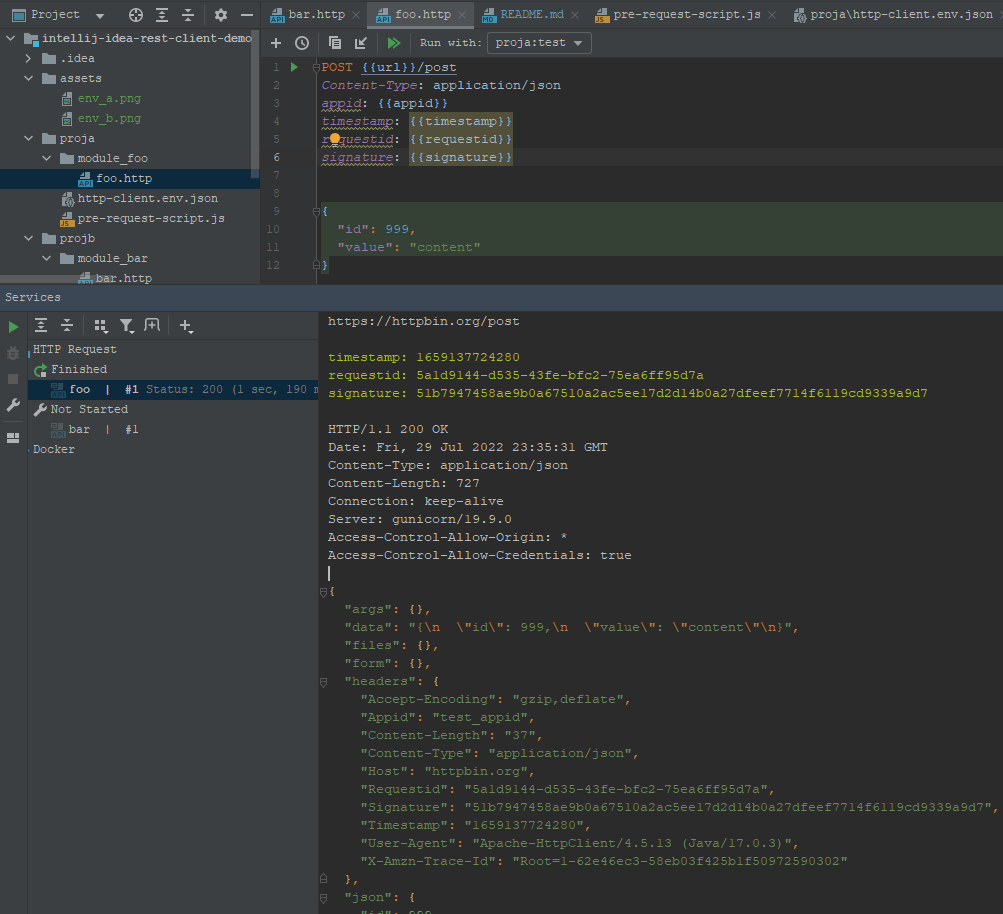 Project
bar.http
foo.http
README.md
pre-request-script.js
proja\http-client.env.json
intellij-idea-rest-client-demo
.idea
assets
env_a.png
env_b.png
proja
module_foo
foo.http
http-client.env.json
pre-request-script.js
projb
module_bar
bar.http
Run with: proja:test
1 POST {{url}}/post
2 Content-Type: application/json
3 appid: {{appid}}
4 timestamp: {{timestamp}}
5 requestid: {{requestid}}
6 signature: {{signature}}
7
8
9 {
10 "id": 999,
11 "value": "content"
12 }
Services
HTTP Request
Finished
foo | #1 Status: 200 (1 sec, 190 m
Not Started
bar | #1
Docker
https://httpbin.org/post
timestamp: 1659137724280
requestid: 5a1d9144-d535-43fe-bfc2-75ea6ff95d7a
signature: 51b7947458ae9b0a67510a2ac5ee17d2d14b0a27dfeef7714f6119cd9339a9d7
HTTP/1.1 200 OK
Date: Fri, 29 Jul 2022 23:35:31 GMT
Content-Type: application/json
Content-Length: 727
Connection: keep-alive
Server: gunicorn/19.9.0
Access-Control-Allow-Origin: *
Access-Control-Allow-Credentials: true
{
"args": {},
"data": "{\n  \"id\": 999,\n  \"value\": \"content\"\n}",
"files": {},
"form": {},
"headers": {
"Accept-Encoding": "gzip,deflate",
"Appid": "test_appid",
"Content-Length": "37",
"Content-Type": "application/json",
"Host": "httpbin.org",
"Requestid": "5a1d9144-d535-43fe-bfc2-75ea6ff95d7a",
"Signature": "51b7947458ae9b0a67510a2ac5ee17d2d14b0a27dfeef7714f6119cd9339a9d7",
"Timestamp": "1659137724280",
"User-Agent": "Apache-HttpClient/4.5.13 (Java/17.0.3)",
"X-Amzn-Trace-Id": "Root=1-62e46ec3-58eb03f425b1f50972590302"
},
"json": {
"id": 999